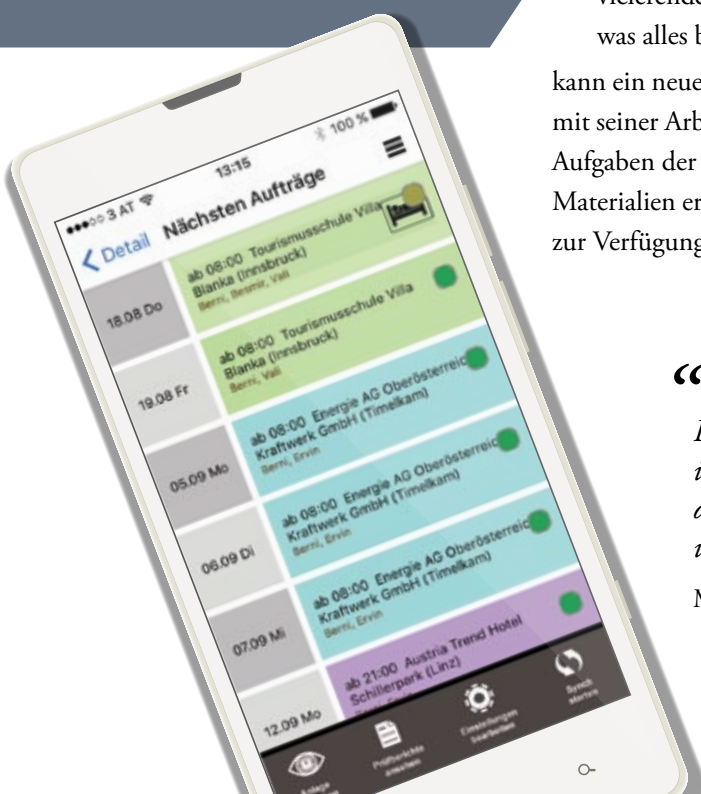 was alles b
kann ein neue
mit seiner Arb
Aufgaben der
Materialien er
zur Verfügung
“
M
3 AT
13:15
100 %
Detail
Nächsten Aufträge
18.08 Do
ab 08:00 Tourismusschule Villa
Blanka (Innsbruck)
Berni, Besmir, Vali
19.08 Fr
ab 08:00 Tourismusschule Villa
Blanka (Innsbruck)
Berni, Vali
05.09 Mo
ab 08:00 Energie AG Oberösterreic
Kraftwerk GmbH (Timelkam)
Berni, Ervin
06.09 Di
ab 08:00 Energie AG Oberösterreic
Kraftwerk GmbH (Timelkam)
Berni, Ervin
07.09 Mi
ab 08:00 Energie AG Oberösterreic
Kraftwerk GmbH (Timelkam)
Berni, Ervin
12.09 Mo
ab 21:00 Austria Trend Hotel
Schillerpark (Linz)
Anlage
Prüfberichte
ansehen
Einstellungen
bearbeiten
Synch
starten